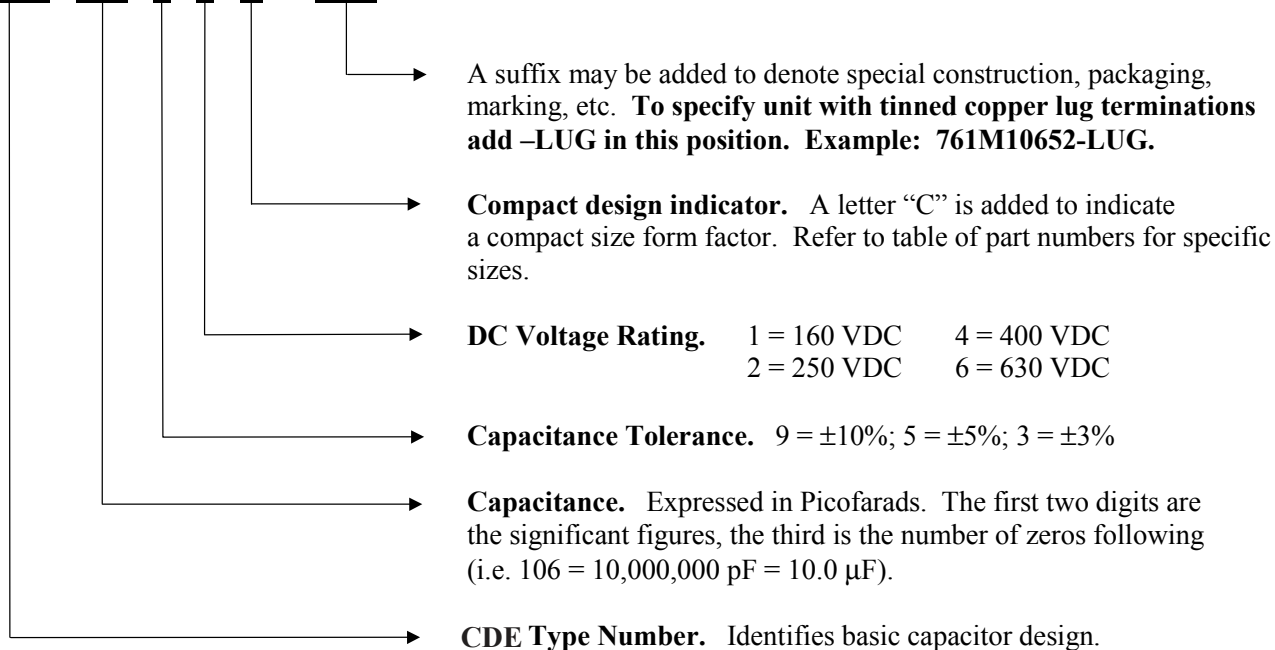 A suffix may be added to denote special construction, packaging,
marking, etc. To specify unit with tinned copper lug terminations
add –LUG in this position. Example: 761M10652-LUG.
Compact design indicator. A letter “C” is added to indicate
a compact size form factor. Refer to table of part numbers for specific
sizes.
DC Voltage Rating. 1 = 160 VDC 4 = 400 VDC
2 = 250 VDC 6 = 630 VDC
Capacitance Tolerance. 9 = ±10%; 5 = ±5%; 3 = ±3%
Capacitance. Expressed in Picofarads. The first two digits are
the significant figures, the third is the number of zeros following
(i.e. 106 = 10,000,000 pF = 10.0 μF).
CDE Type Number. Identifies basic capacitor design.